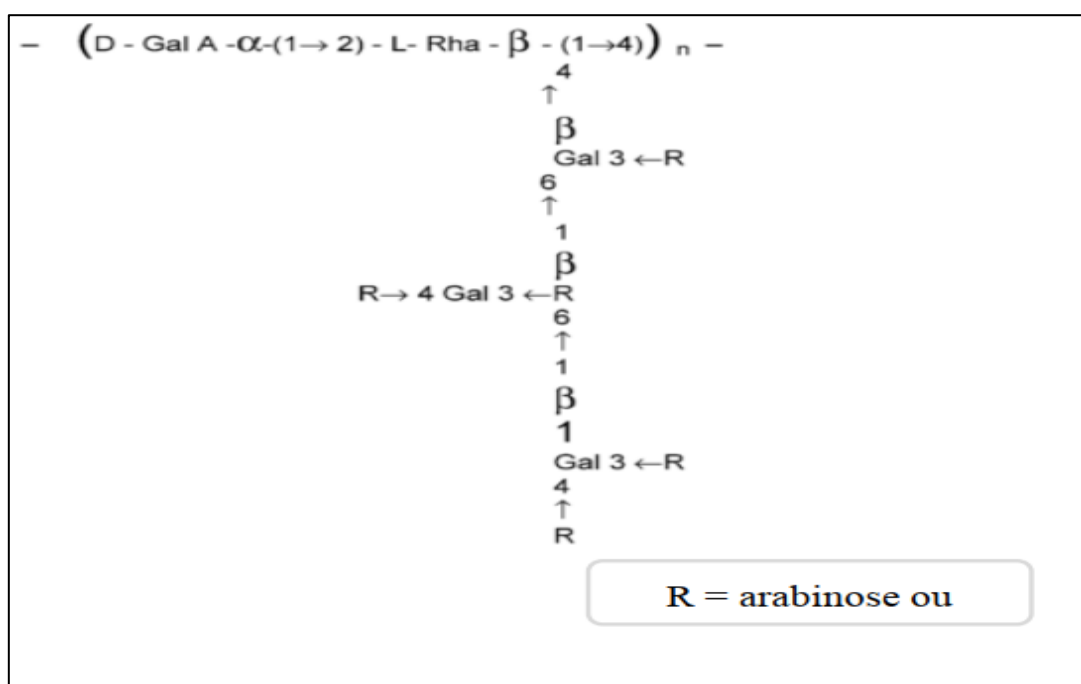 – (D - Gal A -α-(1→ 2) - L- Rha - β - (1→4)) n –
4
↑
β
Gal 3 ←R
6
↑
1
β
R→ 4 Gal 3 ←R
6
↑
1
β
1
Gal 3 ←R
4
↑
R
R = arabinose ou